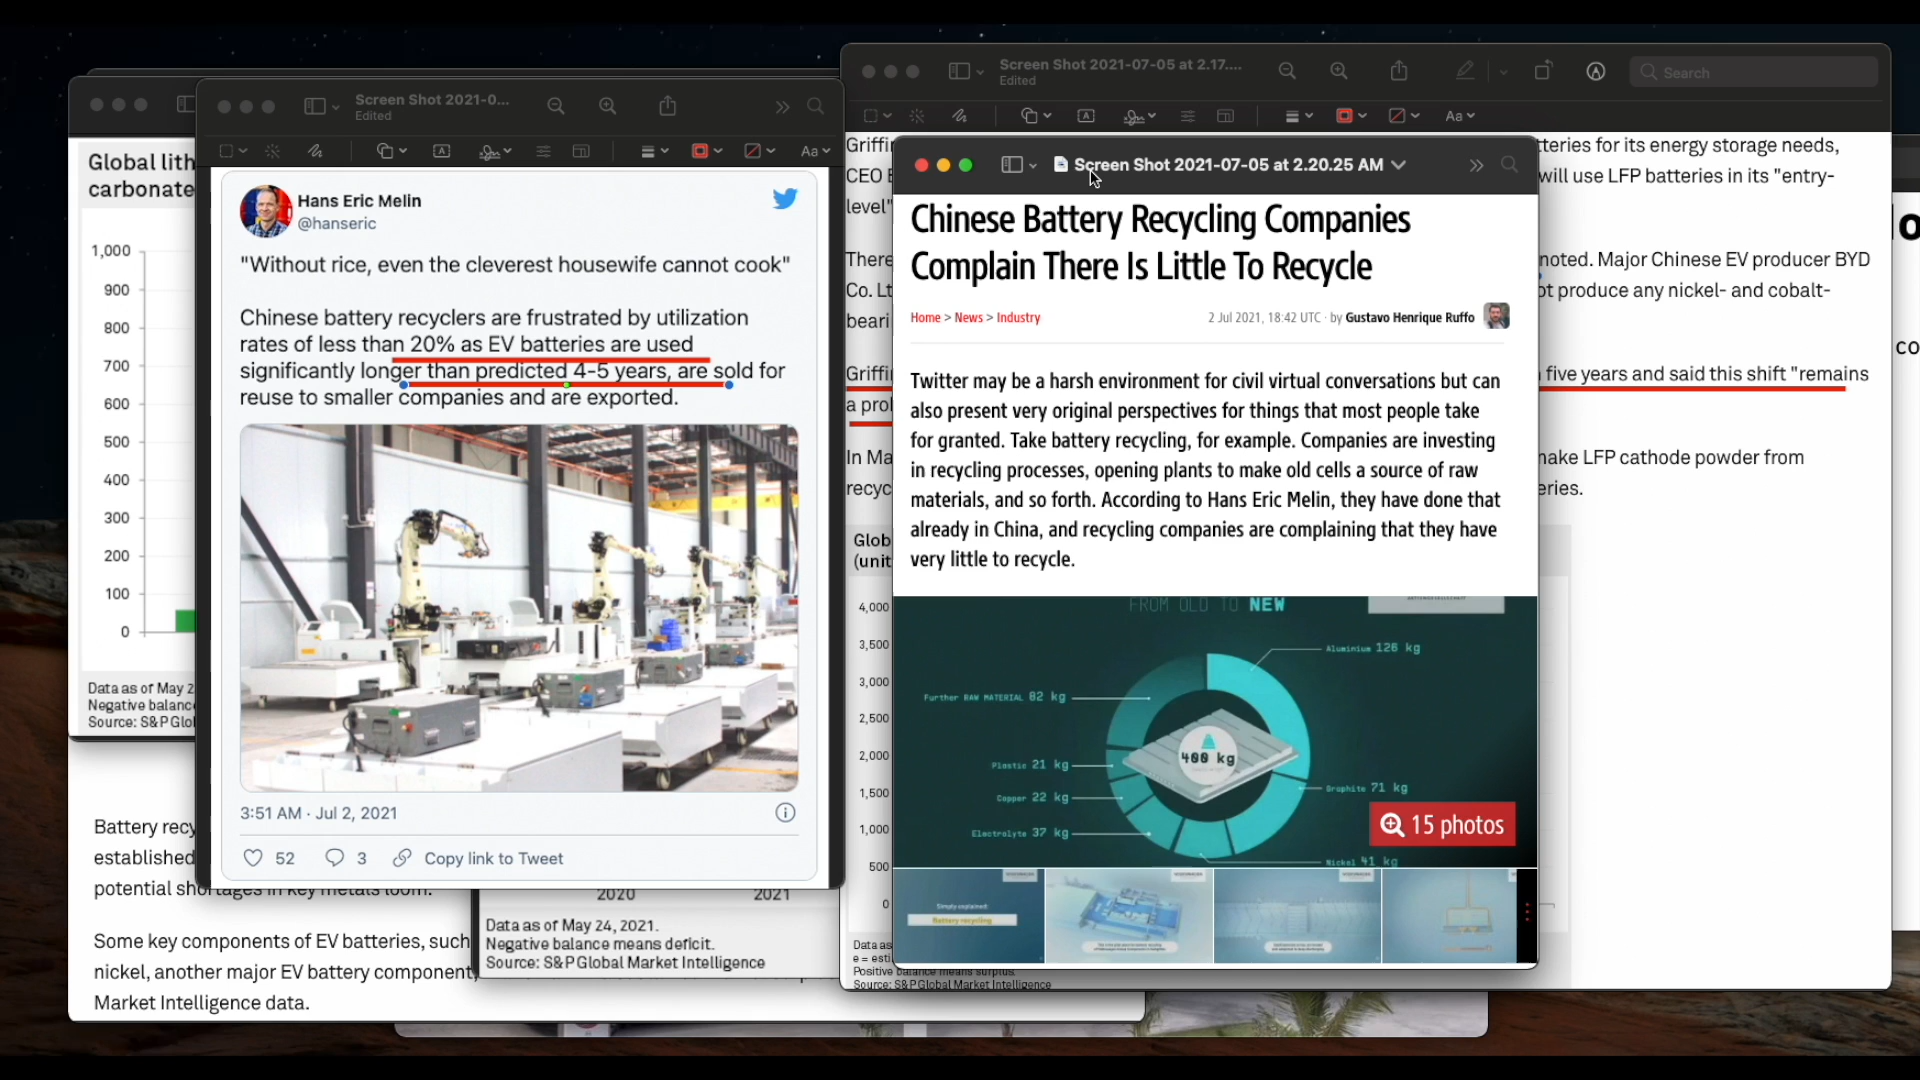 Screen Shot 2021-07-05 at 2.17....
Edited
Search
Screen Shot 2021-0...
Edited
Aa
Aa
Global lith
carbonate
1,000
900
800
700
600
500
400
300
200
100
0
Data as of May 2
Negative balanc
Source: S&P Glo
Hans Eric Melin
@hanseric
"Without rice, even the cleverest housewife cannot cook"
Chinese battery recyclers are frustrated by utilization
rates of less than 20% as EV batteries are used
significantly longer than predicted 4-5 years, are sold for
reuse to smaller companies and are exported.
3:51 AM · Jul 2, 2021
52
3
Copy link to Tweet
Battery recy
established
potential shortages in key metals loom.
Some key components of EV batteries, such
nickel, another major EV battery component,
Market Intelligence data.
2020
2021
Data as of May 24, 2021.
Negative balance means deficit.
Source: S&P Global Market Intelligence
Griffin
CEO E
level"
There
Co. Lt
beari
Griffi
a pro
In Ma
recyc
Glob
(unit
4,000
3,500
3,000
2,500
2,000
1,500
1,000
500
0
Data as
e = esti
Positive balance means surplus.
Source: S&P Global Market Intelligence
tteries for its energy storage needs,
will use LFP batteries in its "entry-
noted. Major Chinese EV producer BYD
ot produce any nickel- and cobalt-
five years and said this shift "remains
make LFP cathode powder from
eries.
lo
co
Screen Shot 2021-07-05 at 2.20.25 AM
Chinese Battery Recycling Companies
Complain There Is Little To Recycle
Home > News > Industry
2 Jul 2021, 18:42 UTC · by Gustavo Henrique Ruffo
Twitter may be a harsh environment for civil virtual conversations but can
also present very original perspectives for things that most people take
for granted. Take battery recycling, for example. Companies are investing
in recycling processes, opening plants to make old cells a source of raw
materials, and so forth. According to Hans Eric Melin, they have done that
already in China, and recycling companies are complaining that they have
very little to recycle.
FROM OLD TO NEW
Aluminium 126 kg
Further RAW MATERIAL 82 kg
400 kg
Plastic 21 kg
Copper 22 kg
Electrolyte 37 kg
Graphite 71 kg
Nickel 41 kg
15 photos
Simply explained:
Battery recycling